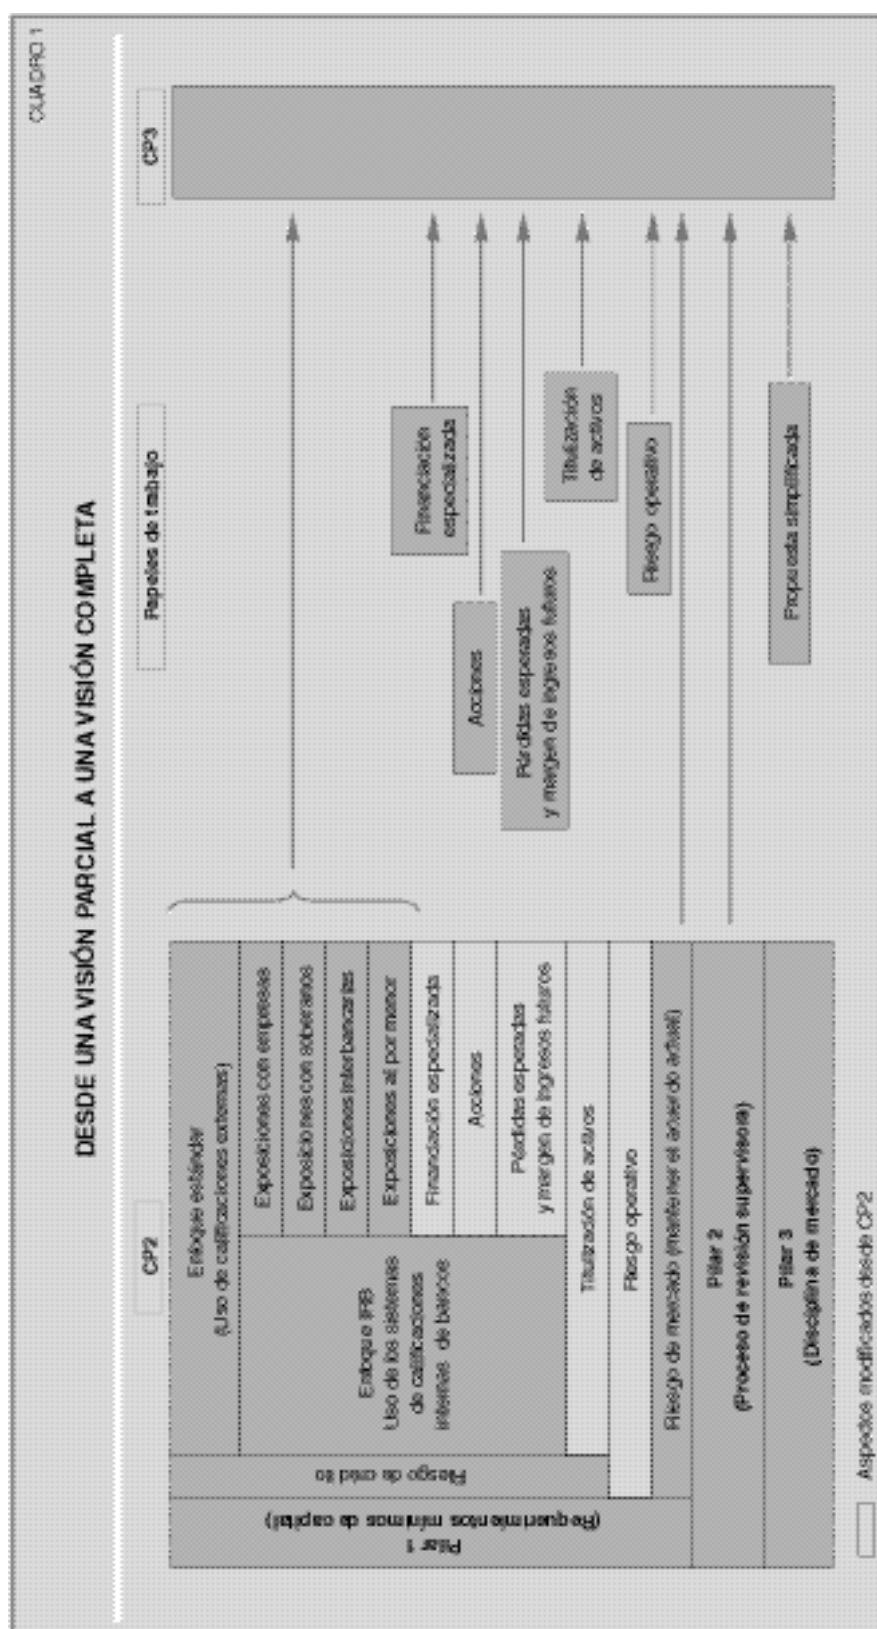 CUADRO 1
DESDE UNA VISIÓN PARCIAL A UNA VISIÓN COMPLETA
CP2
Papeles de trabajo
CP3
Pilar 1
(Requerimientos mínimos de capital)
Riesgo de crédito
Enfoque estándar
(Uso de calificaciones externas)
Enfoque IRB
Uso de los sistemas
de calificaciones
internas de bancos
Exposiciones con empresas
Exposiciones con soberanos
Exposiciones interbancarias
Exposiciones al por menor
Financiación especializada
Acciones
Pérdidas esperadas
y margen de ingresos futuros
Titulización de activos
Riesgo operativo
Riesgo de mercado (mantener el acuerdo actual)
Pilar 2
(Proceso de revisión supervisora)
Pilar 3
(Disciplina de mercado)
Financiación
especializada
Acciones
Pérdidas esperadas
y margen de ingresos futuros
Titulización
de activos
Riesgo operativo
Propuesta simplificada
Aspectos modificados desde CP2